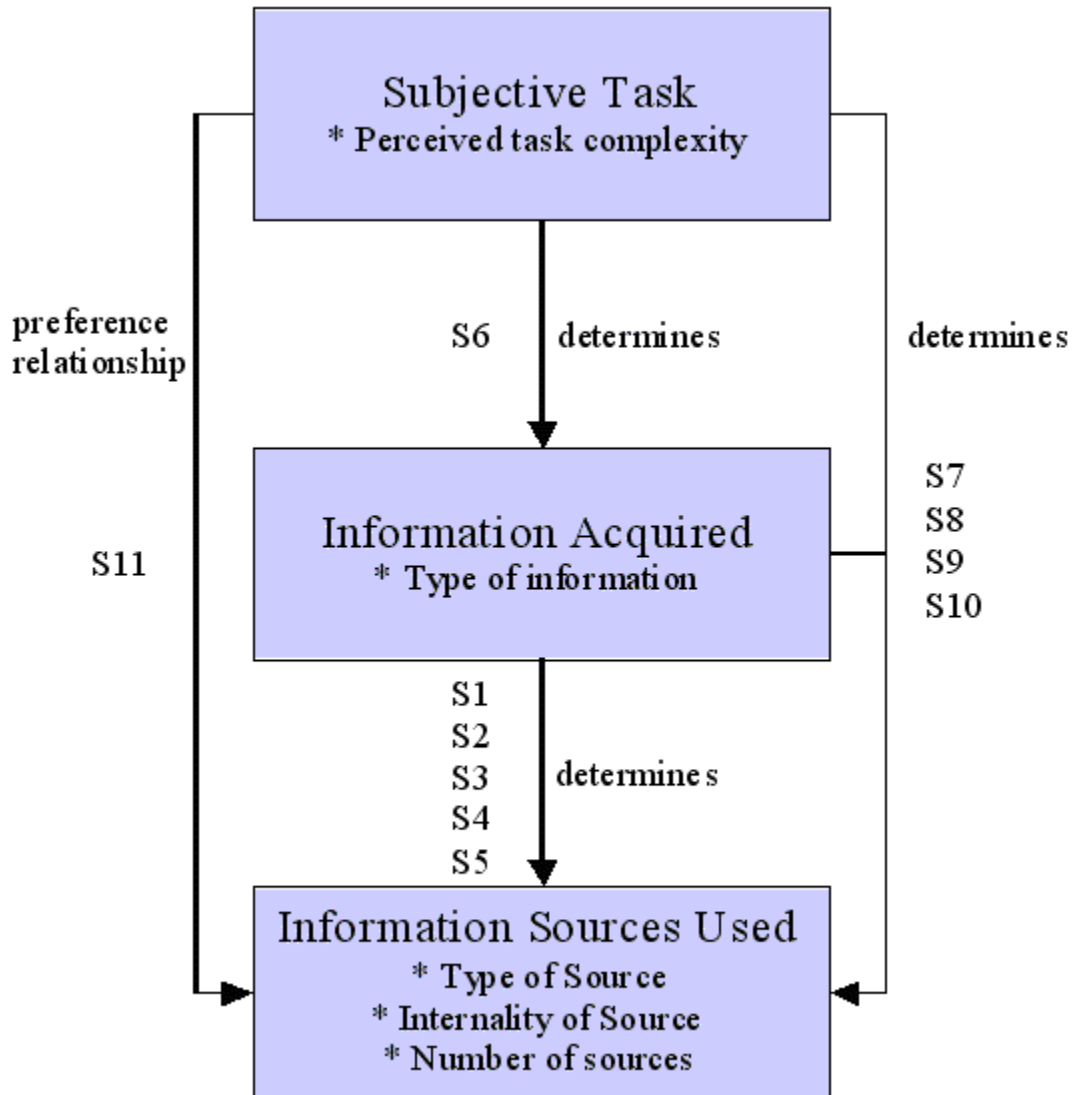 Subjective Task
* Perceived task complexity
preference
relationship
S6
determines
determines
Information Acquired
* Type of information
S11
S7
S8
S9
S10
S1
S2
S3
S4
S5
determines
Information Sources Used
* Type of Source
* Internality of Source
* Number of sources